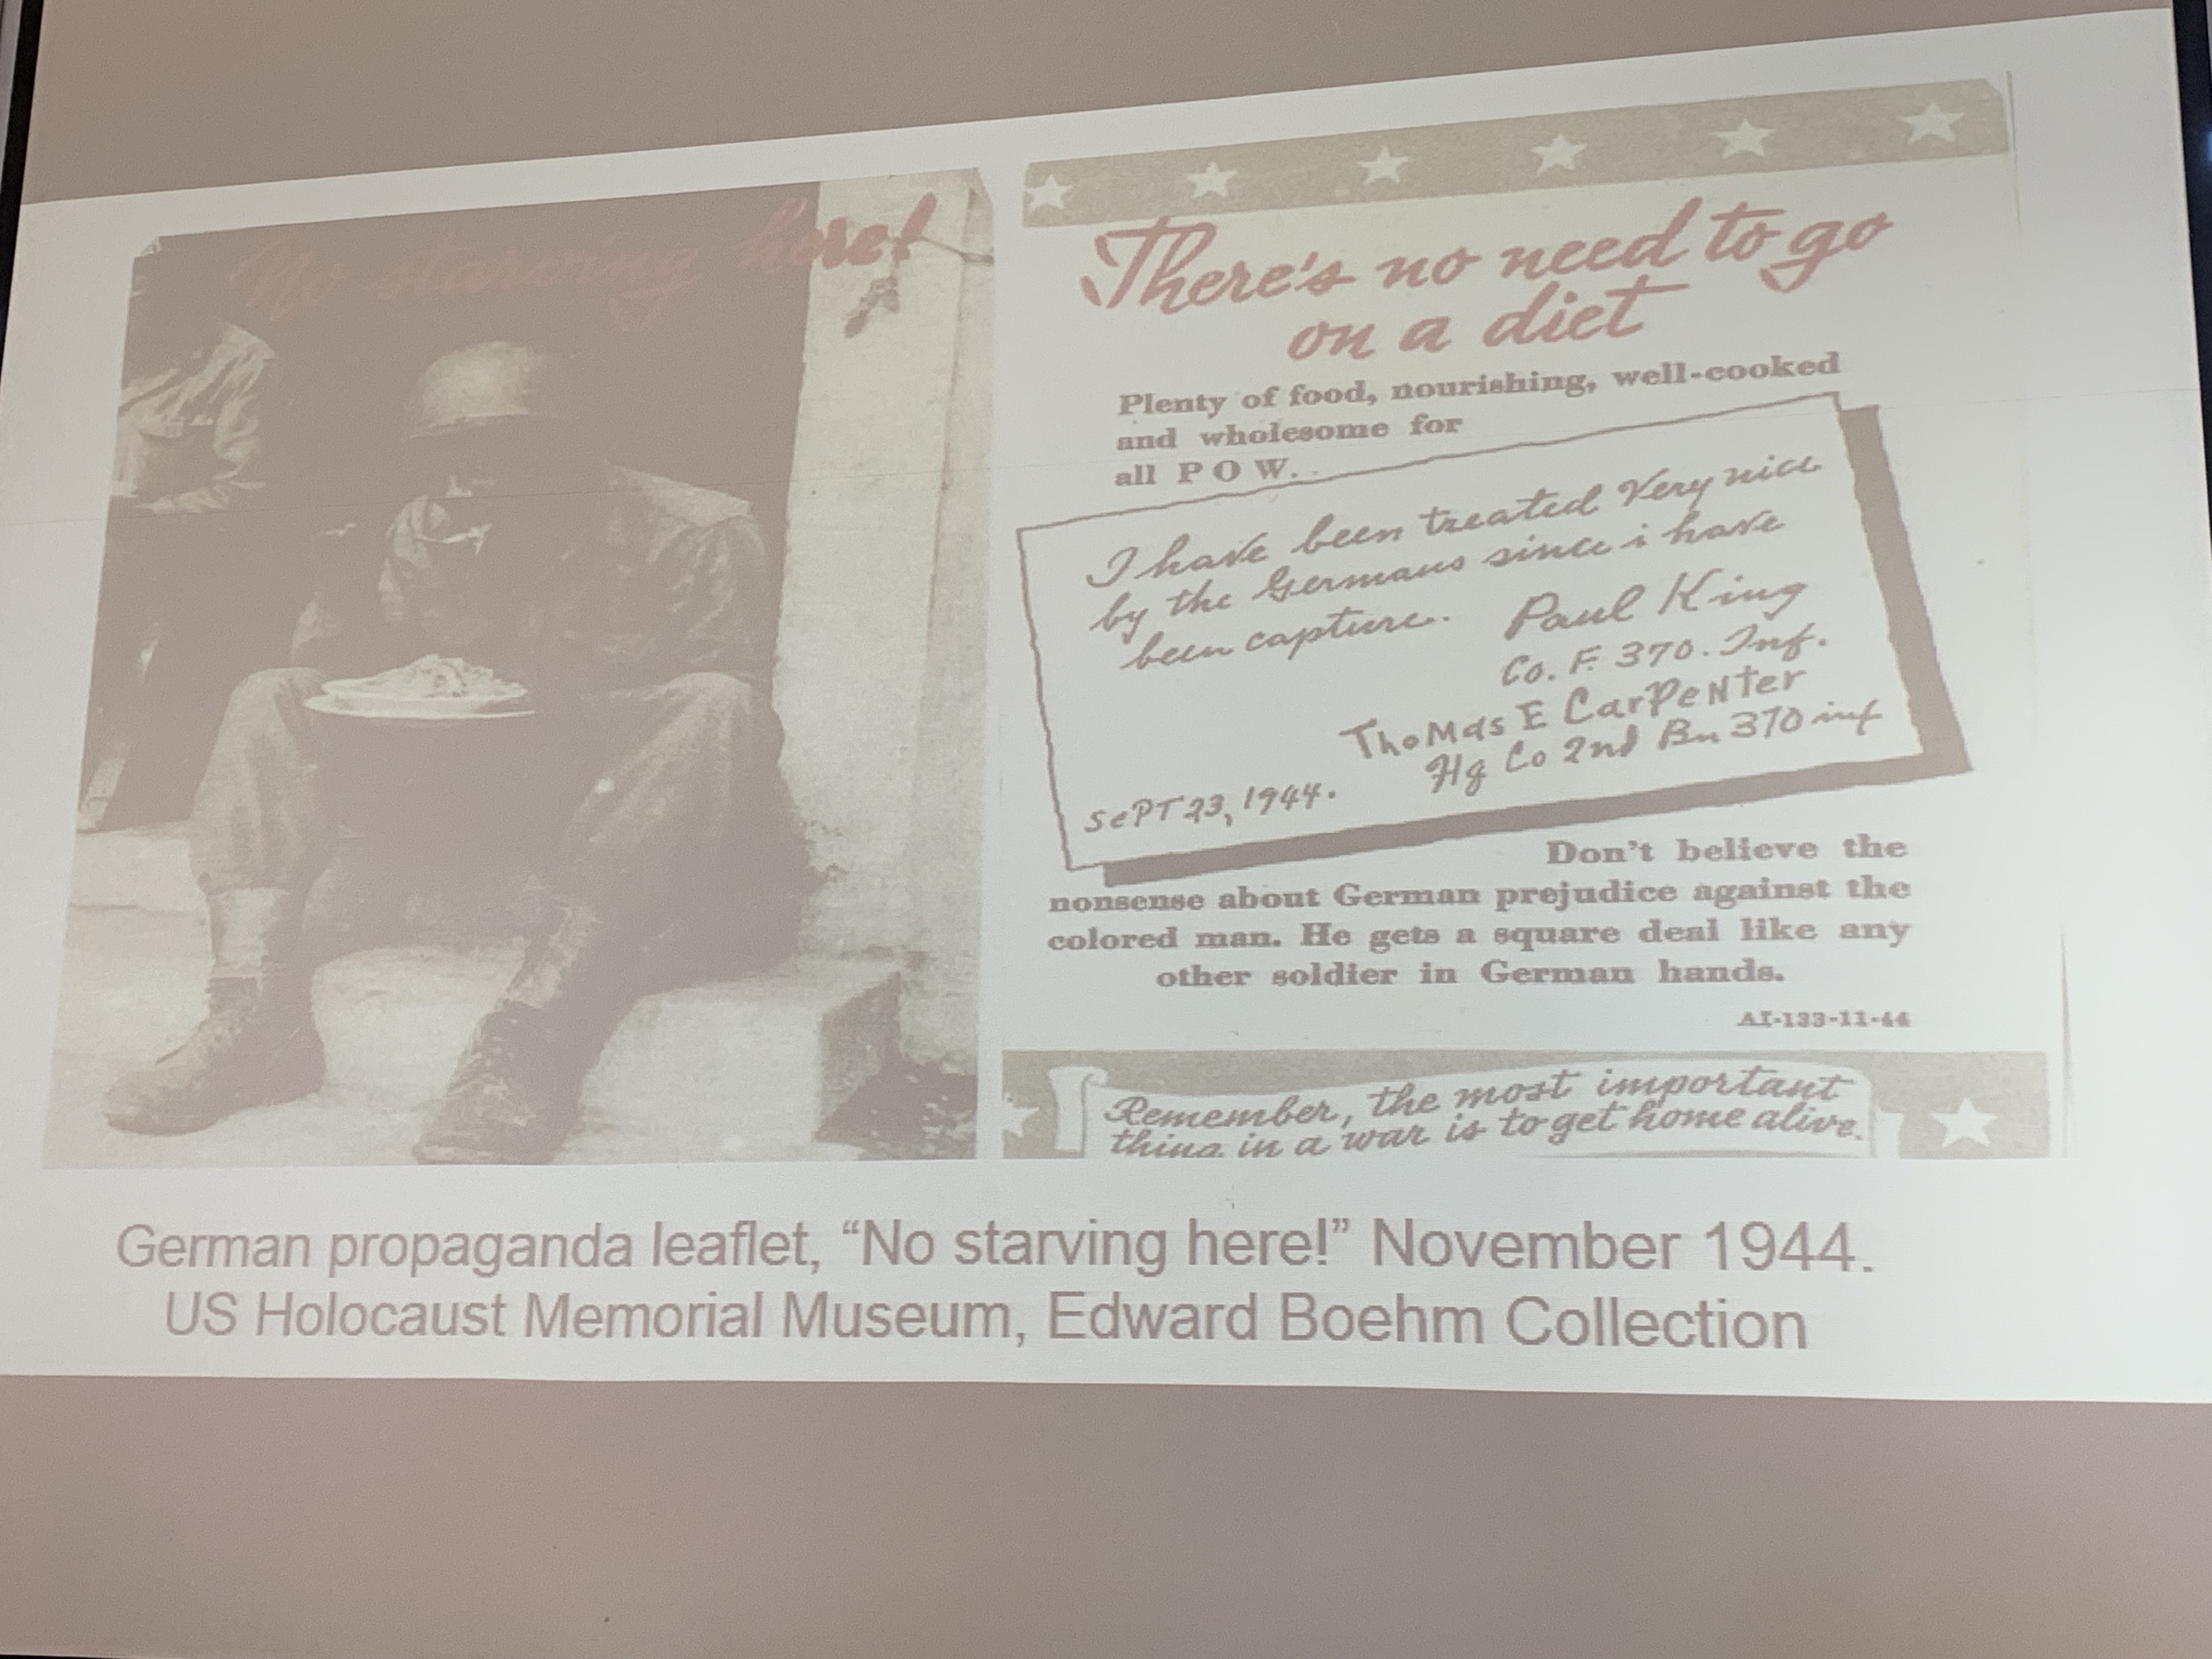 No starving here!
There's no need to go
on a diet
Plenty of food, nourishing, well-cooked
and wholesome for
all P O W.
I have been treated Very nice
by the Germans since i have
been capture.
Paul King
Co. F. 370. Inf.
ThoMas E CarPeNter
Hq Co 2nd Bn 370 inf
SePT 23, 1944.
Don't believe the
nonsense about German prejudice against the
colored man. He gets a square deal like any
other soldier in German hands.
AI-133-11-44
Remember, the most important
thing in a war is to get home alive.
German propaganda leaflet, “No starving here!” November 1944.
US Holocaust Memorial Museum, Edward Boehm Collection